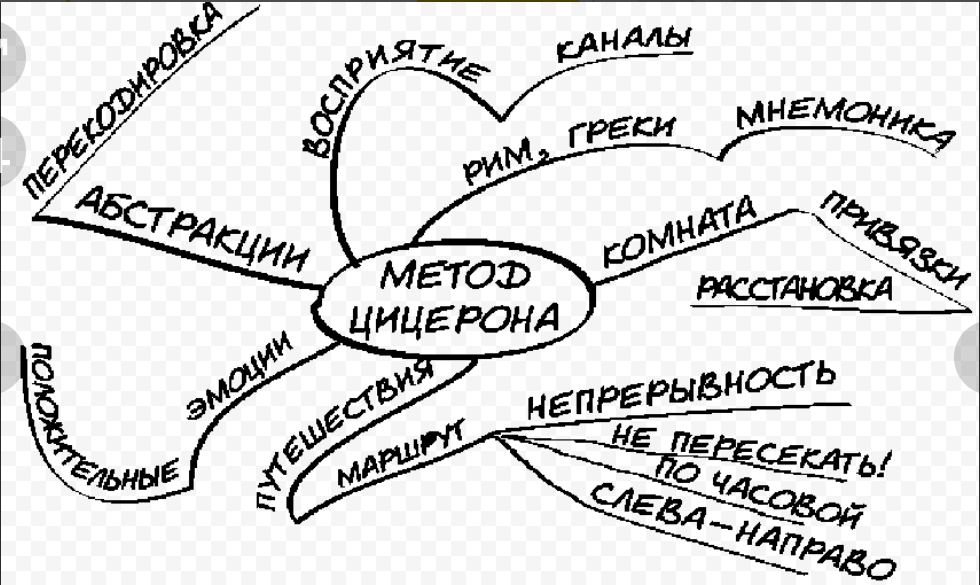 МЕТОД
ЦИЦЕРОНА
ВОСПРИЯТИЕ
КАНАЛЫ
РИМ, ГРЕКИ
МНЕМОНИКА
КОМНАТА
ПРИВЯЗКИ
РАССТАНОВКА
ПУТЕШЕСТВИЯ
МАРШРУТ
НЕПРЕРЫВНОСТЬ
НЕ ПЕРЕСЕКАТЬ!
ПО ЧАСОВОЙ
СЛЕВА-НАПРАВО
ЭМОЦИИ
ПОЛОЖИТЕЛЬНЫЕ
АБСТРАКЦИИ
ПЕРЕКОДИРОВКА